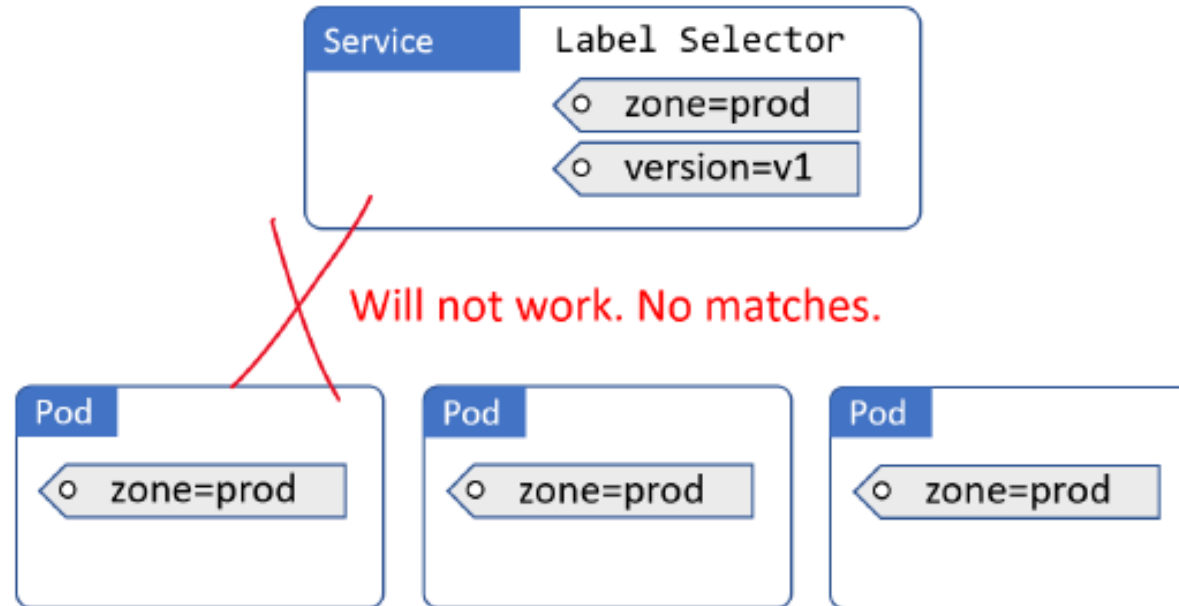 Service
Label Selector
zone=prod
version=v1
Will not work. No matches.
Pod
zone=prod
Pod
zone=prod
Pod
zone=prod